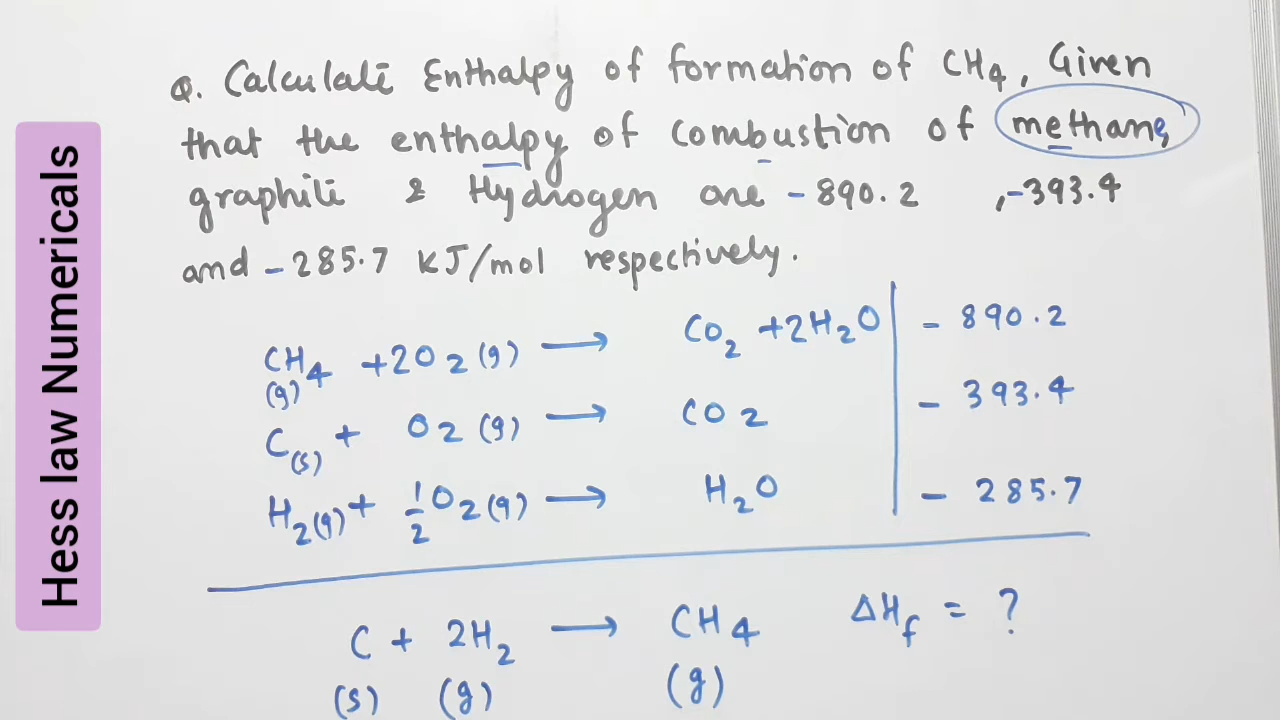 Hess law Numericals
Q. Calculate Enthalpy of formation of CH4, Given
that the enthalpy of combustion of methane,
graphite & Hydrogen are -890.2 , -393.4
and -285.7 KJ/mol respectively.
CH4 (g) + 2O2 (g) → CO2 + 2H2O | - 890.2
C(s) + O2 (g) → CO2 | - 393.4
H2(g) + 1/2 O2 (g) → H2O | - 285.7
C (s) + 2H2 (g) → CH4 (g) ΔHf = ?